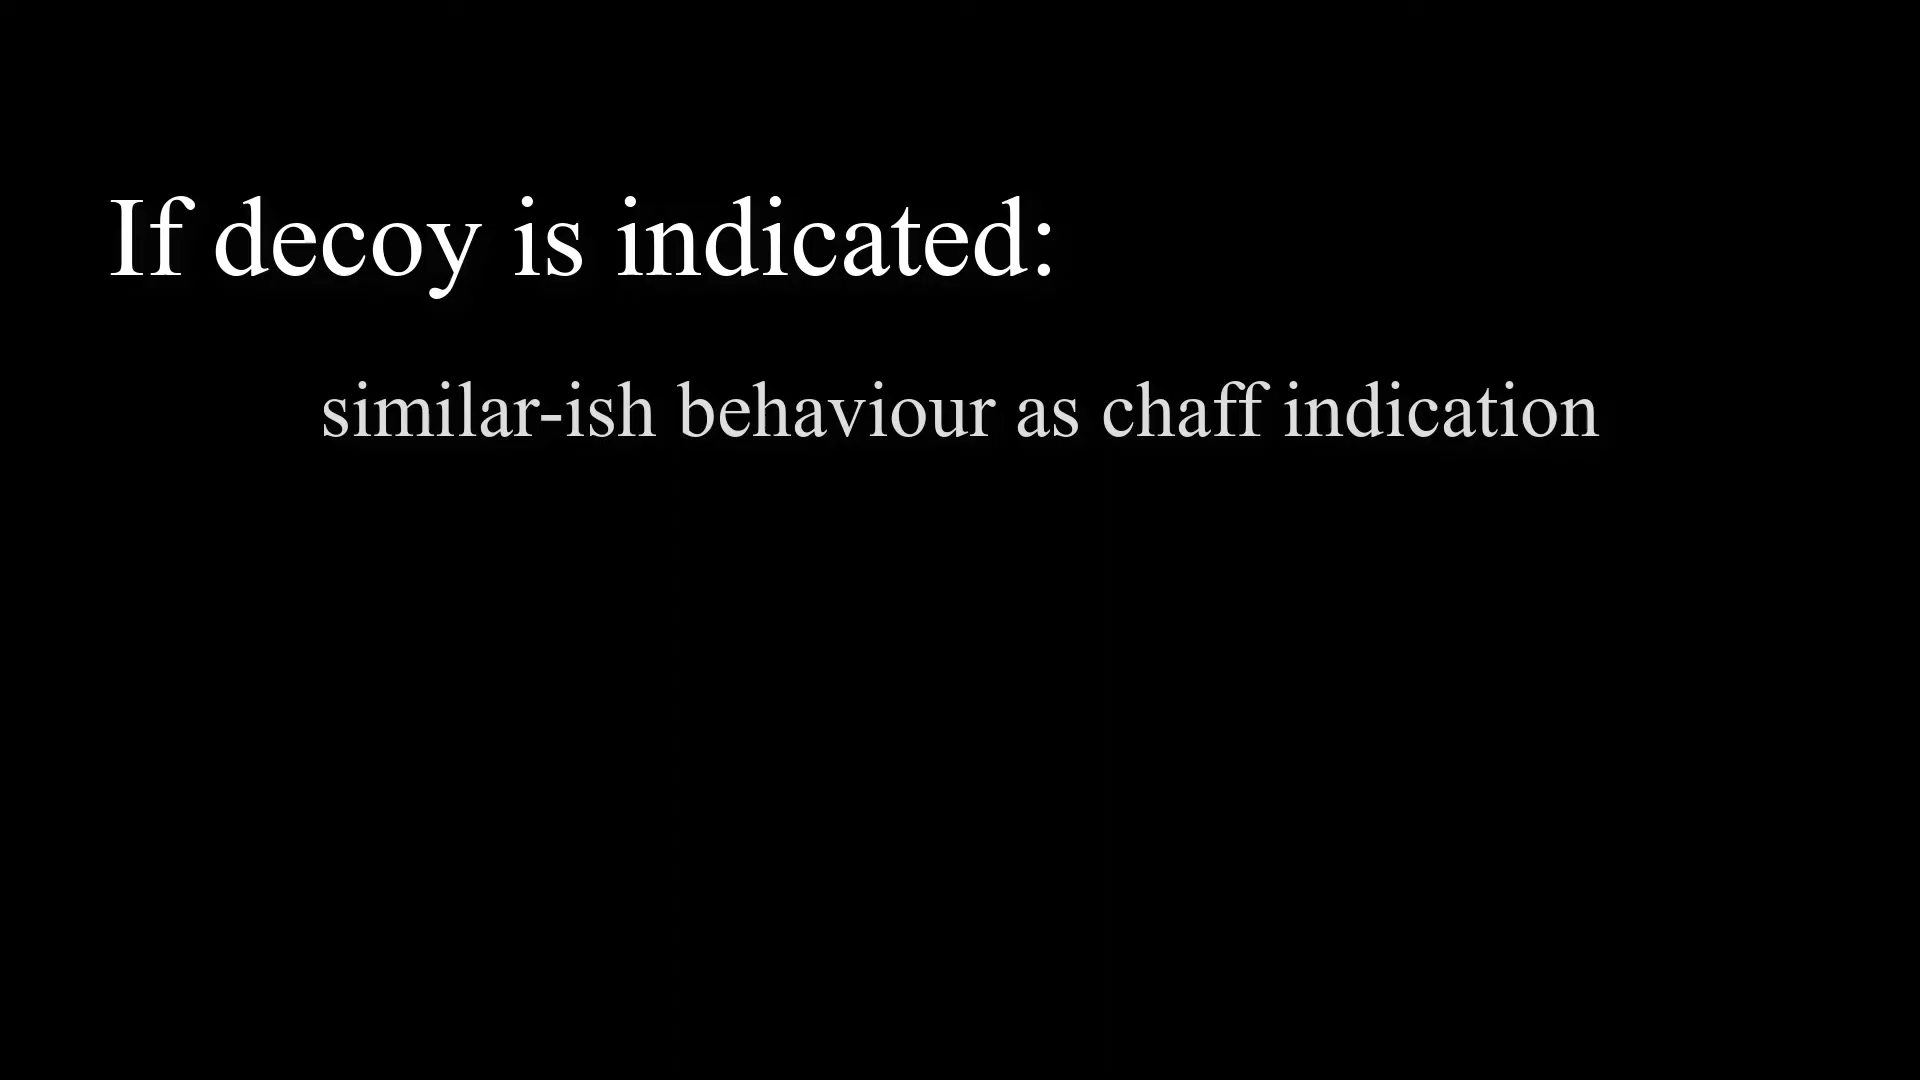 If decoy is indicated:
similar-ish behaviour as chaff indication